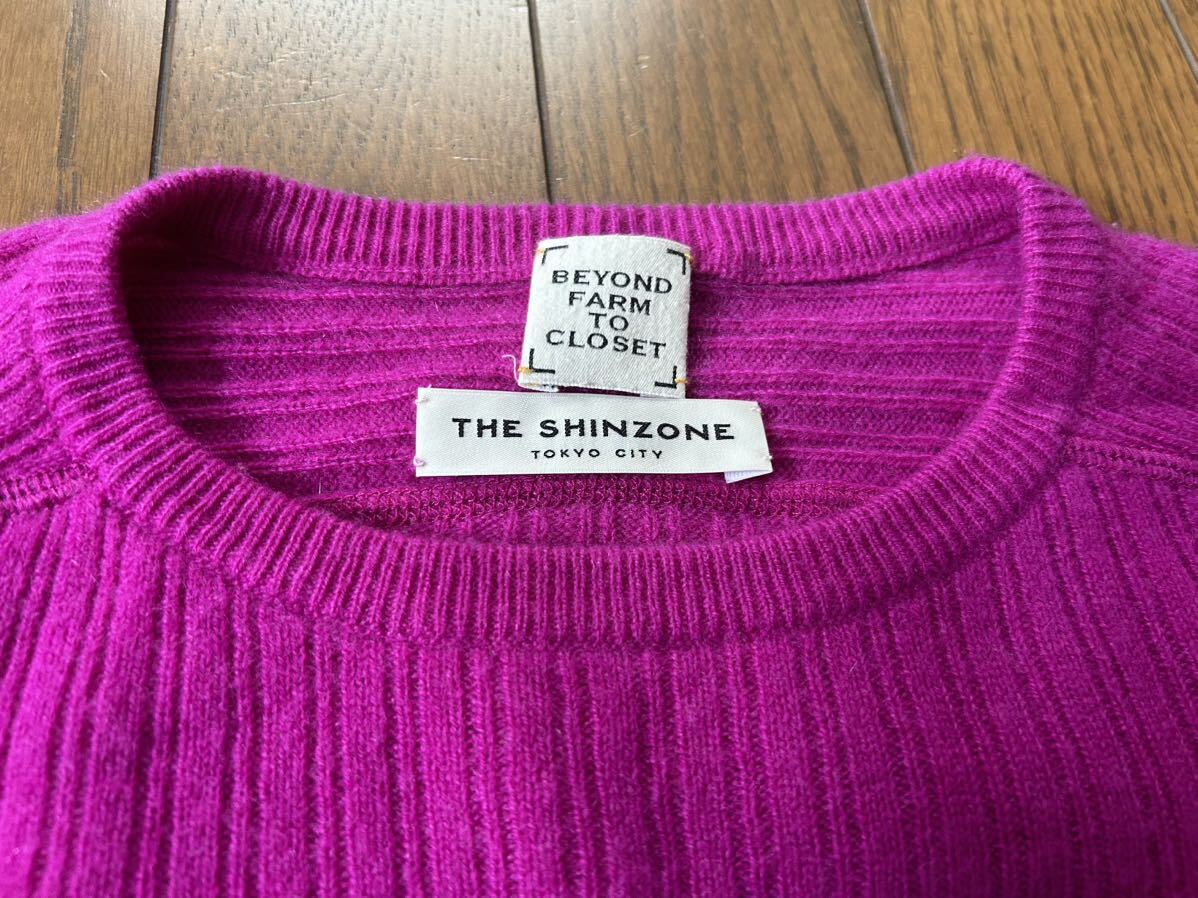 BEYOND
FARM
TO
CLOSET
THE SHINZONE
TOKYO CITY